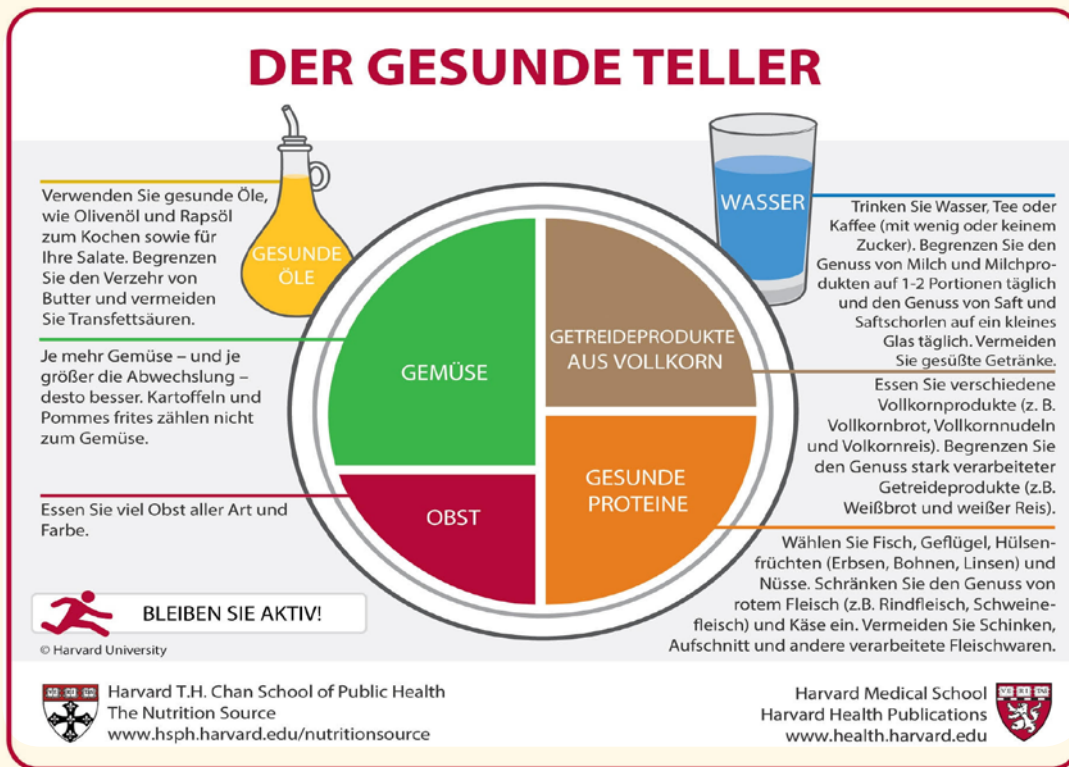 DER GESUNDE TELLER
Verwenden Sie gesunde Öle,
wie Olivenöl und Rapsöl
zum Kochen sowie für
Ihre Salate. Begrenzen
Sie den Verzehr von
Butter und vermeiden
Sie Transfettsäuren.
GESUNDE
ÖLE
Je mehr Gemüse – und je
größer die Abwechslung –
desto besser. Kartoffeln und
Pommes frites zählen nicht
zum Gemüse.
Essen Sie viel Obst aller Art und
Farbe.
GEMÜSE
OBST
GETREIDEPRODUKTE
AUS VOLLKORN
GESUNDE
PROTEINE
WASSER
Trinken Sie Wasser, Tee oder
Kaffee (mit wenig oder keinem
Zucker). Begrenzen Sie den
Genuss von Milch und Milchpro-
dukten auf 1-2 Portionen täglich
und den Genuss von Saft und
Saftschorlen auf ein kleines
Glas täglich. Vermeiden
Sie gesüßte Getränke.
Essen Sie verschiedene
Vollkornprodukte (z. B.
Vollkornbrot, Vollkornnudeln
und Volkornreis). Begrenzen Sie
den Genuss stark verarbeiteter
Getreideprodukte (z.B.
Weißbrot und weißer Reis).
Wählen Sie Fisch, Geflügel, Hülsen-
früchten (Erbsen, Bohnen, Linsen) und
Nüsse. Schränken Sie den Genuss von
rotem Fleisch (z.B. Rindfleisch, Schweine-
fleisch) und Käse ein. Vermeiden Sie Schinken,
Aufschnitt und andere verarbeitete Fleischwaren.
BLEIBEN SIE AKTIV!
© Harvard University
Harvard T.H. Chan School of Public Health
The Nutrition Source
www.hsph.harvard.edu/nutritionsource
Harvard Medical School
Harvard Health Publications
www.health.harvard.edu